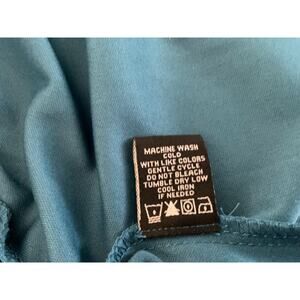 MACHINE WASH
COLD
WITH LIKE COLORS
GENTLE CYCLE
DO NOT BLEACH
TUMBLE DRY LOW
COOL IRON
IF NEEDED